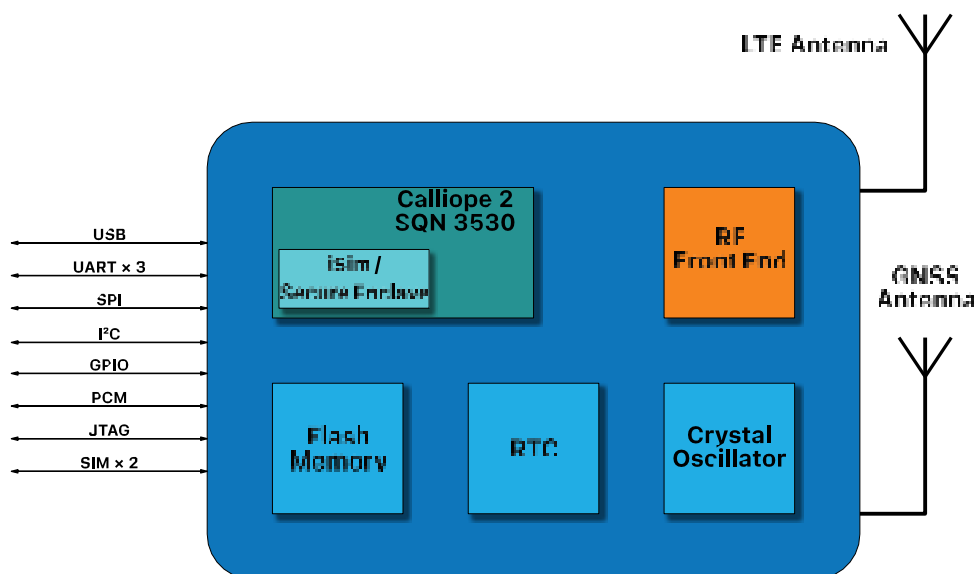 LTE Antenna
Calliope 2
SQN 3530
iSim /
Secure Enclave
RF
Front End
GNSS
Antenna
USB
UART × 3
SPI
I²C
GPIO
PCM
JTAG
SIM × 2
Flash
Memory
RTC
Crystal
Oscillator